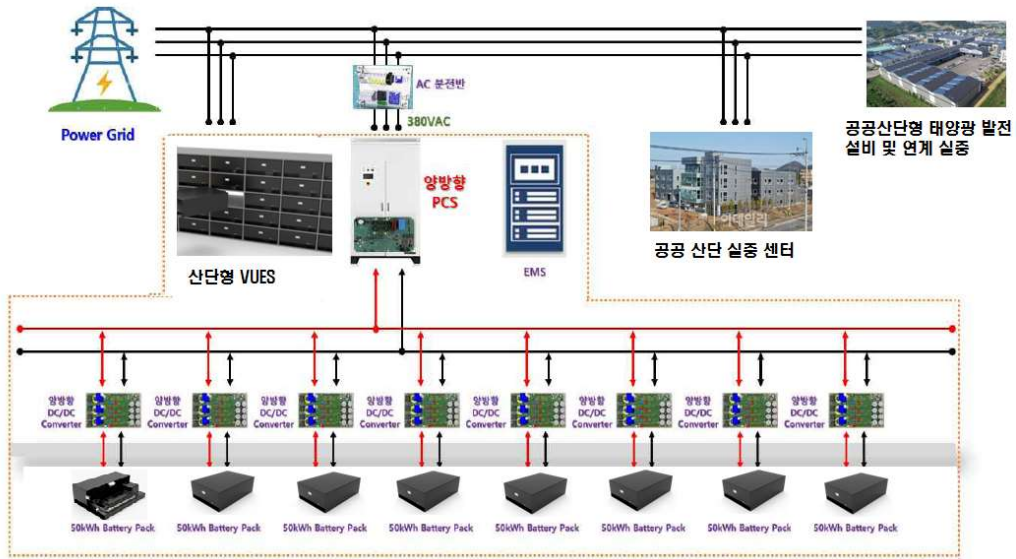 AC 분전반
380VAC
Power Grid
공공산단형 태양광 발전
설비 및 연계 실증
양방향
PCS
이데일리
공공 산단 실증 센터
산단형 VUES
EMS
양방향
DC/DC
Converter
양방향
DC/DC
Converter
양방향
DC/DC
Converter
양방향
DC/DC
Converter
양방향
DC/DC
Converter
양방향
DC/DC
Converter
양방향
DC/DC
Converter
양방향
DC/DC
Converter
50kWh Battery Pack
50kWh Battery Pack
50kWh Battery Pack
50kWh Battery Pack
50kWh Battery Pack
50kWh Battery Pack
50kWh Battery Pack
50kWh Battery Pack